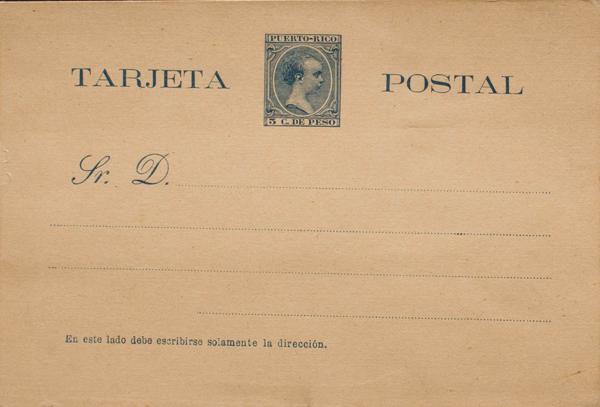 PUERTO-RICO
TARJETA POSTAL
5 C. DE PESO
Sr. D.
En este lado debe escribirse solamente la dirección.